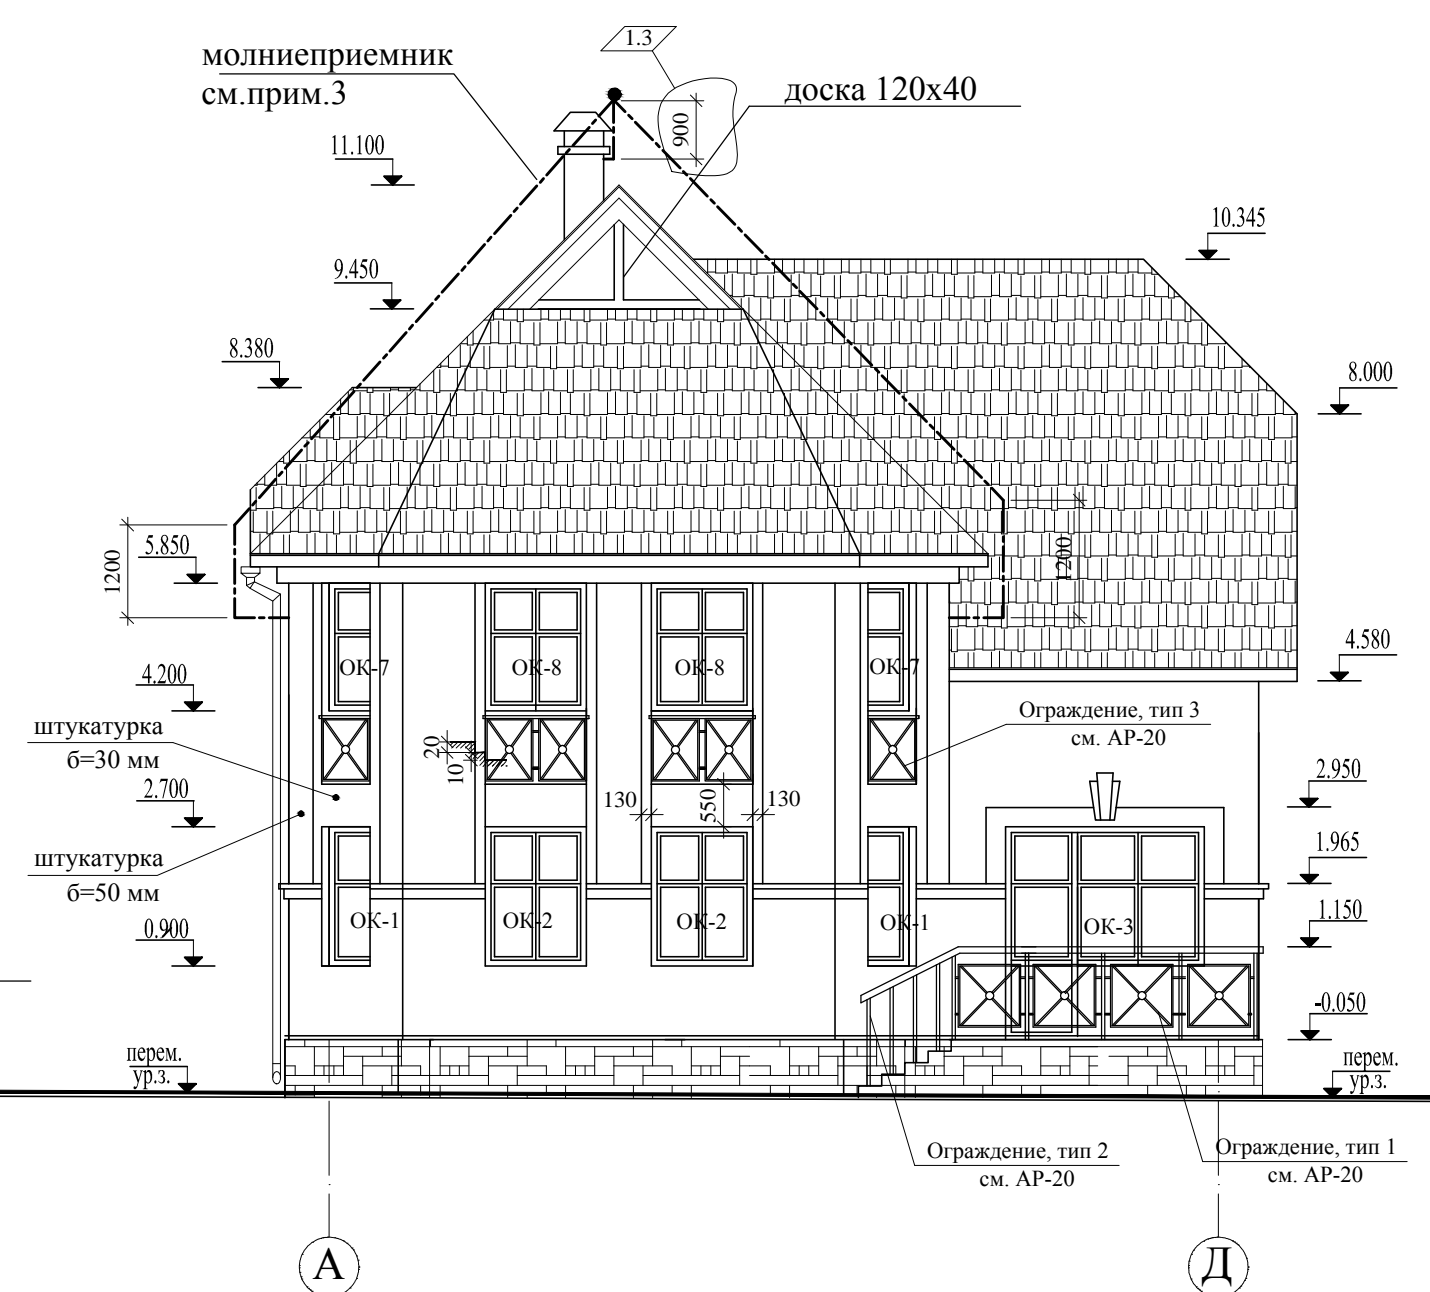 1.3
молниеприемник
см.прим.3
доска 120х40
900
11.100
10.345
9.450
8.380
8.000
1200
5.850
1200
4.580
ОК-7
ОК-8
ОК-8
ОК-7
4.200
Ограждение, тип 3
см. АР-20
штукатурка
б=30 мм
20
10
2.950
2.700
130
550
130
1.965
штукатурка
б=50 мм
1.150
0.900
ОК-1
ОК-2
ОК-2
ОК-1
ОК-3
-0.050
перем.
ур.з.
перем.
ур.з.
Ограждение, тип 2
см. АР-20
Ограждение, тип 1
см. АР-20
А
Д